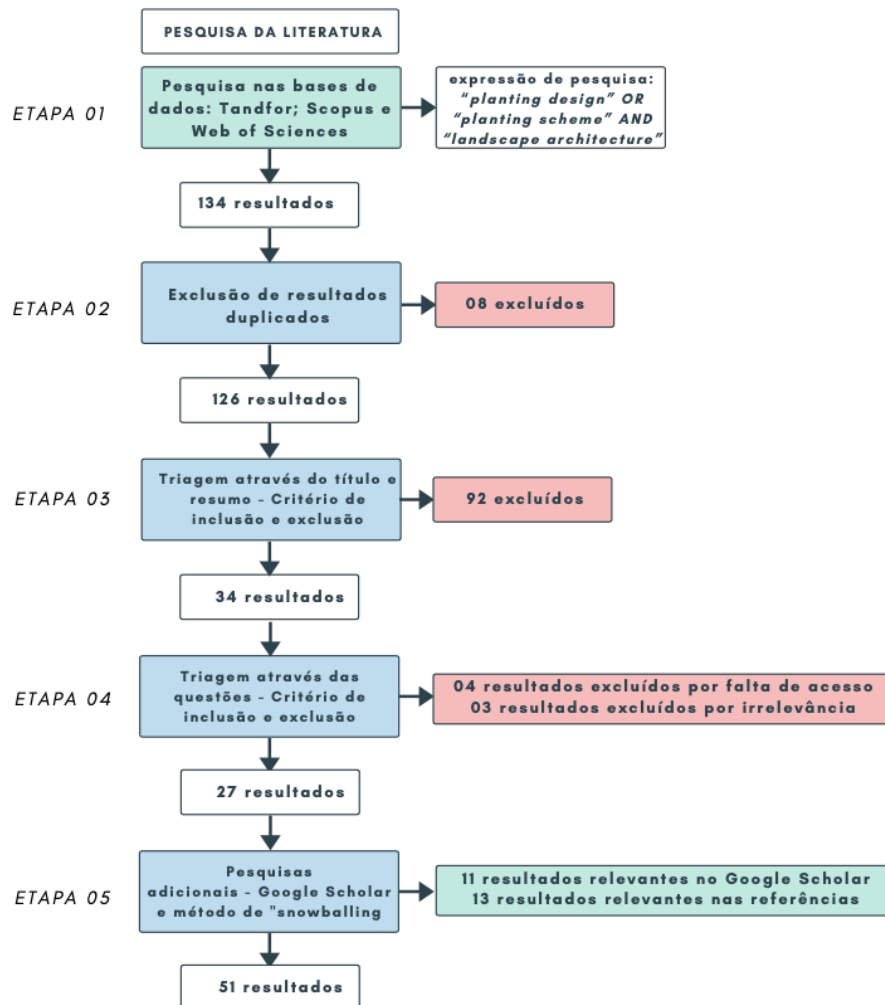 PESQUISA DA LITERATURA
ETAPA 01
Pesquisa nas bases de
dados: Tandfor; Scopus e
Web of Sciences
expressão de pesquisa:
“planting design” OR
“planting scheme” AND
“landscape architecture”
134 resultados
ETAPA 02
Exclusão de resultados
duplicados
08 excluídos
126 resultados
ETAPA 03
Triagem através do título e
resumo - Critério de
inclusão e exclusão
92 excluídos
34 resultados
ETAPA 04
Triagem através das
questões - Critério de
inclusão e exclusão
04 resultados excluídos por falta de acesso
03 resultados excluídos por irrelevância
27 resultados
ETAPA 05
Pesquisas
adicionais - Google Scholar
e método de "snowballing
11 resultados relevantes no Google Scholar
13 resultados relevantes nas referências
51 resultados